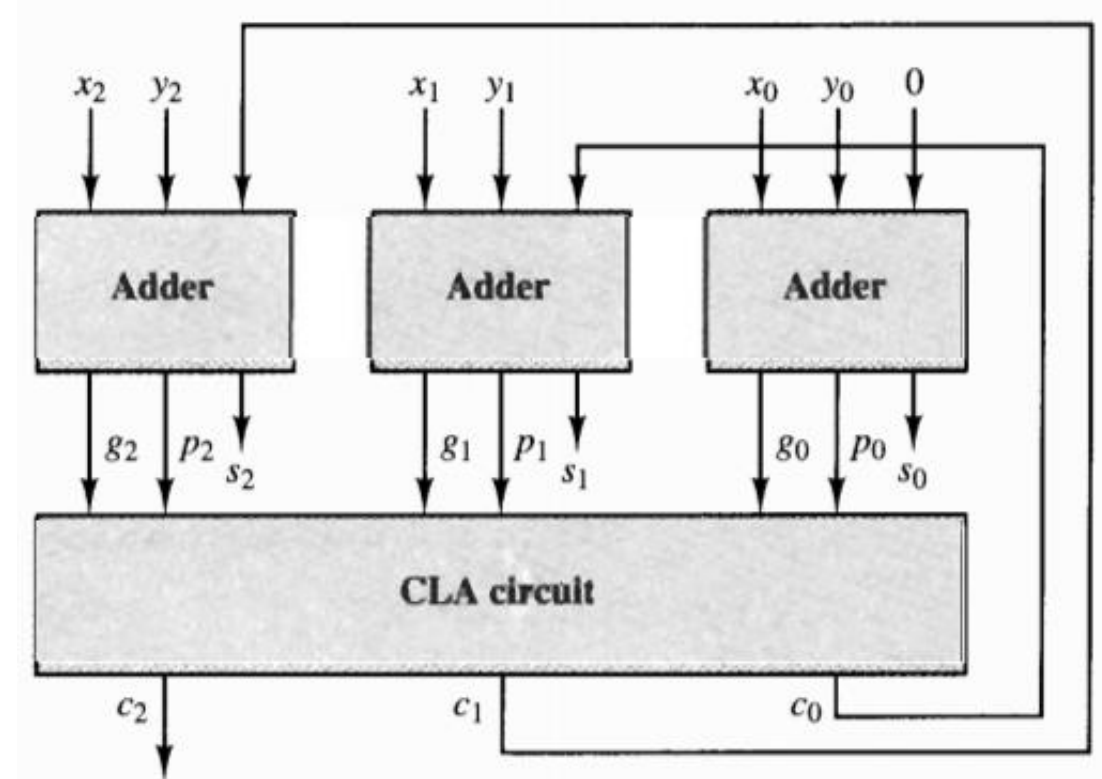 x₂ y₂ x₁ y₁ x₀ y₀ 0
Adder Adder Adder
g₂ p₂ s₂ g₁ p₁ s₁ g₀ p₀ s₀
CLA circuit
c₂ c₁ c₀